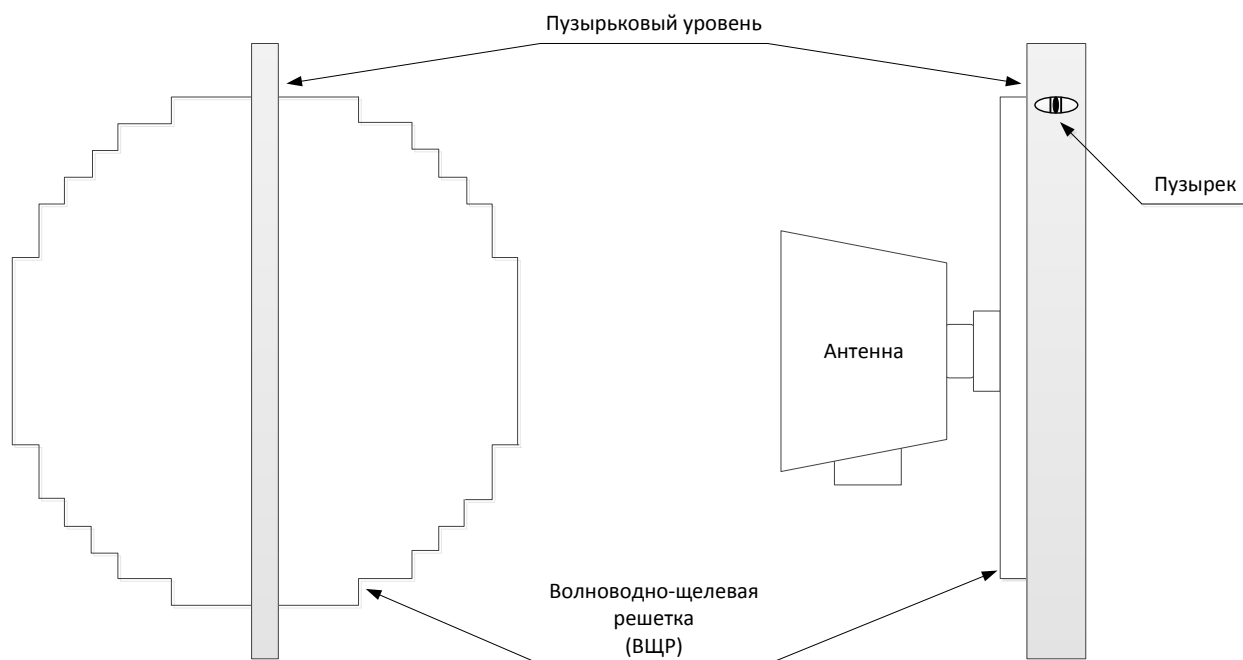 Пузырьковый уровень
Пузырек
Антенна
Волноводно-щелевая
решетка
(ВЩР)